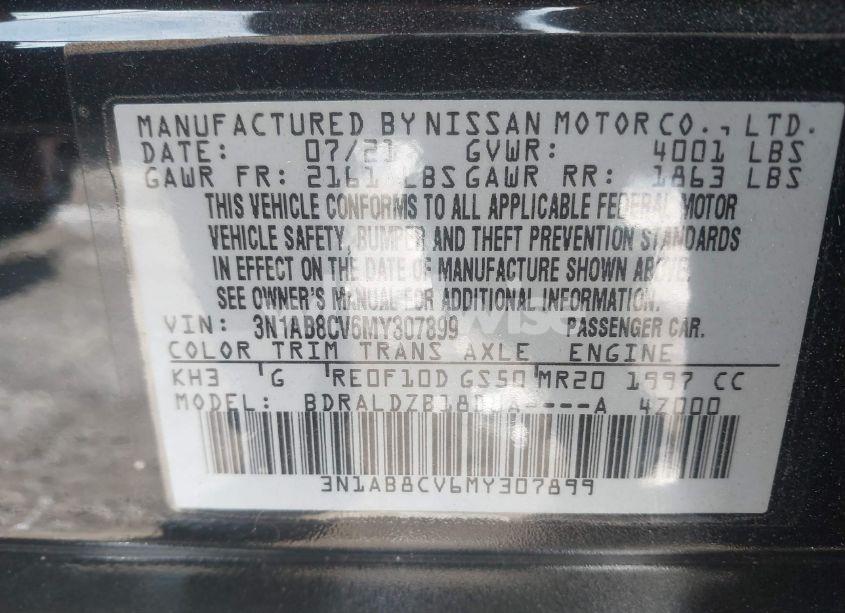 MANUFACTURED BY NISSAN MOTOR CO., LTD.
DATE: 07/21 GVWR: 4001 LBS
GAWR FR: 2161 LBS GAWR RR: 1863 LBS
THIS VEHICLE CONFORMS TO ALL APPLICABLE FEDERAL MOTOR
VEHICLE SAFETY, BUMPER AND THEFT PREVENTION STANDARDS
IN EFFECT ON THE DATE OF MANUFACTURE SHOWN ABOVE.
SEE OWNER'S MANUAL FOR ADDITIONAL INFORMATION.
VIN: 3N1AB8CV6MY307899 PASSENGER CAR.
COLOR TRIM TRANS AXLE ENGINE
KH3 G RE0F10D GS50 MR20 1997 CC
MODEL: 42000
3N1AB8CV6MY307899